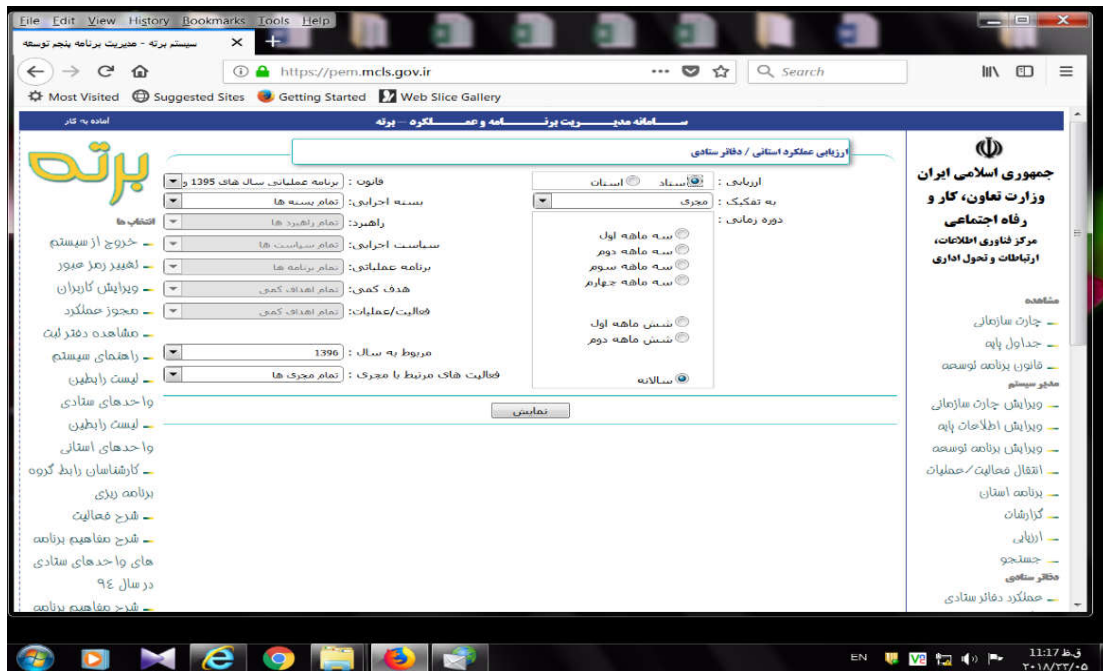 File Edit View History Bookmarks Tools Help
سیستم برته - مدیریت برنامه پنجم توسعه
https://pem.mcls.gov.ir
Search
Most Visited Suggested Sites Getting Started Web Slice Gallery
آماده به کار
ســـامانه مدیـــریت برنـــامه و عمـــلکرد - برته
جمهوری اسلامی ایران
وزارت تعاون، کار و
رفاه اجتماعی
مرکز فناوری اطلاعات،
ارتباطات و تحول اداری
مشاهده
چارت سازمانی
جداول پایه
قانون برنامه توسعه
مدیر سیستم
ویرایش چارت سازمانی
ویرایش اطلاعات پایه
ویرایش برنامه توسعه
انتقال فعالیت/عملیات
برنامه استان
گزارشات
ارزیابی
جستجو
دفاتر ستادی
عملکرد دفاتر ستادی
ارزیابی عملکرد استانی / دفاتر ستادی
ارزیابی : ستاد استان
به تفکیک : مجری
دوره زمانی :
سه ماهه اول
سه ماهه دوم
سه ماهه سوم
سه ماهه چهارم
شش ماهه اول
شش ماهه دوم
سالانه
قانون : برنامه عملیاتی سال های 1395 و
بسته اجرایی: تمام بسته ها
راهبرد: تمام راهبرد ها
سیاست اجرایی: تمام سیاست ها
برنامه عملیاتی: تمام برنامه ها
هدف کمی: تمام اهداف کمی
فعالیت/عملیات: تمام اهداف کمی
مربوط به سال : 1396
فعالیت های مرتبط با مجری : تمام مجری ها
نمایش
برته
انتخاب ها
خروج از سیستم
تغییر رمز عبور
ویرایش کاربران
مجوز عملکرد
مشاهده دفتر ثبت
راهنمای سیستم
لیست رابطین
واحدهای ستادی
لیست رابطین
واحدهای استانی
کارشناسان رابط گروه
برنامه ریزی
شرح فعالیت
شرح مفاهیم برنامه
های واحدهای ستادی
در سال ٩٤
شرح مفاهیم برنامه
EN
11:17 ق.ظ
٢٠١٨/٢٣/٠٥